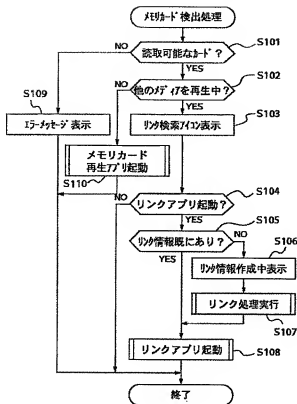 メモリカード検出処理
S101
読取可能なカード?
NO
YES
S102
他のメディアを再生中?
NO
YES
S109
S103
エラーメッセージ表示
リンク検索アイコン表示
メモリカード
再生アプリ起動
S110
S104
リンクアプリ起動?
NO
YES
S105
リンク情報既にあり?
NO
YES
S106
リンク情報作成中表示
リンク処理実行
S107
リンクアプリ起動
S108
終了